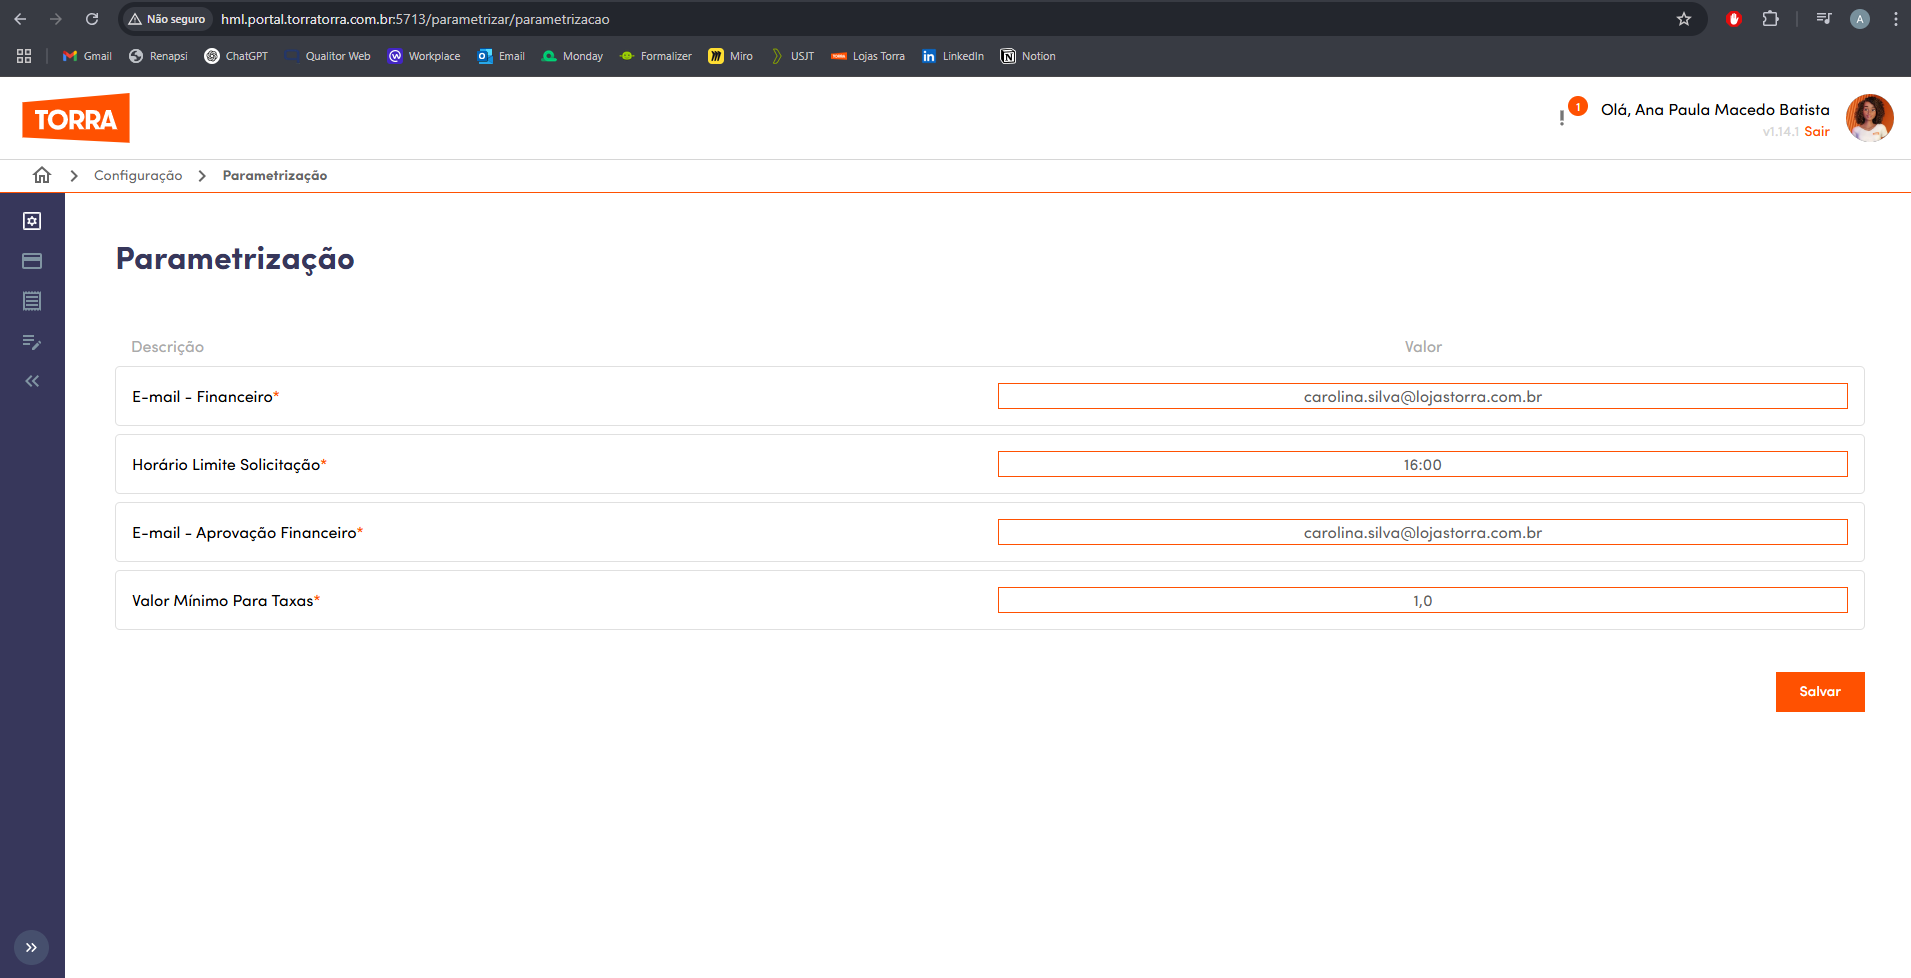 Não seguro
hml.portal.torratorra.com.br:5713/parametrizar/parametrizacao
A
Gmail
Renapsi
ChatGPT
Qualitor Web
Workplace
Email
Monday
Formalizer
Miro
USJT
Lojas Torra
LinkedIn
Notion
TORRA
1
Olá, Ana Paula Macedo Batista
v1.14.1 Sair
Configuração
Parametrização
Parametrização
Descrição
Valor
E-mail - Financeiro*
carolina.silva@lojastorra.com.br
Horário Limite Solicitação*
16:00
E-mail - Aprovação Financeiro*
carolina.silva@lojastorra.com.br
Valor Mínimo Para Taxas*
1,0
Salvar